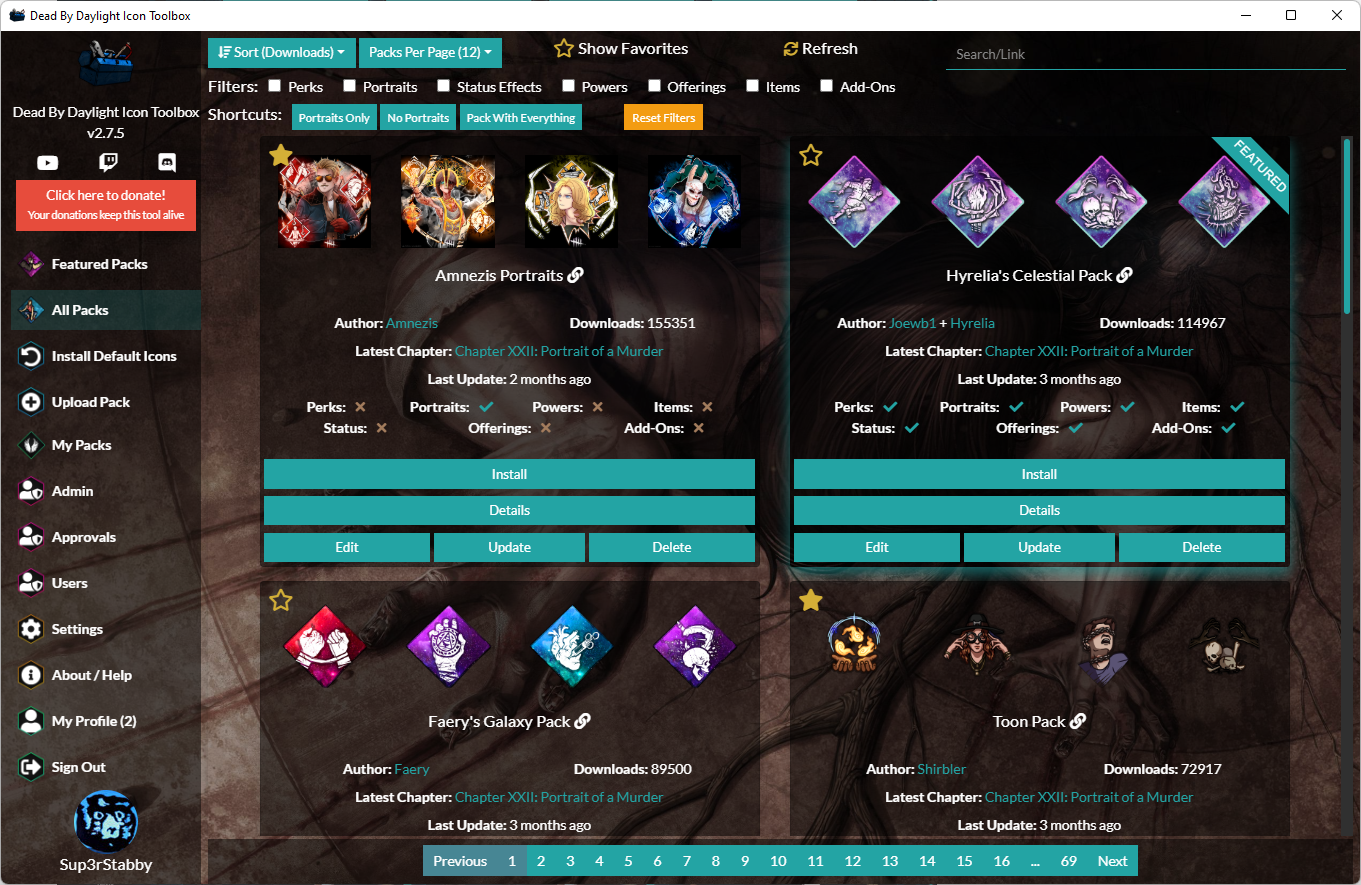 Dead By Daylight Icon Toolbox
Dead By Daylight Icon Toolbox
v2.7.5
Click here to donate!
Your donations keep this tool alive
Featured Packs
All Packs
Install Default Icons
Upload Pack
My Packs
Admin
Approvals
Users
Settings
About / Help
My Profile (2)
Sign Out
Sup3rStabby
Sort (Downloads) Packs Per Page (12) Show Favorites Refresh Search/Link
Filters: Perks Portraits Status Effects Powers Offerings Items Add-Ons
Shortcuts: Portraits Only No Portraits Pack With Everything Reset Filters
Amnezis Portraits
Author: Amnezis Downloads: 155351
Latest Chapter: Chapter XXII: Portrait of a Murder
Last Update: 2 months ago
Perks: Portraits: Powers: Items:
Status: Offerings: Add-Ons:
Install
Details
Edit Update Delete
FEATURED
Hyrelia's Celestial Pack
Author: Joewb1 + Hyrelia Downloads: 114967
Latest Chapter: Chapter XXII: Portrait of a Murder
Last Update: 3 months ago
Perks: Portraits: Powers: Items:
Status: Offerings: Add-Ons:
Install
Details
Edit Update Delete
Faery's Galaxy Pack
Author: Faery Downloads: 89500
Latest Chapter: Chapter XXII: Portrait of a Murder
Last Update: 3 months ago
Toon Pack
Author: Shirbler Downloads: 72917
Latest Chapter: Chapter XXII: Portrait of a Murder
Last Update: 3 months ago
Previous 1 2 3 4 5 6 7 8 9 10 11 12 13 14 15 16 ... 69 Next